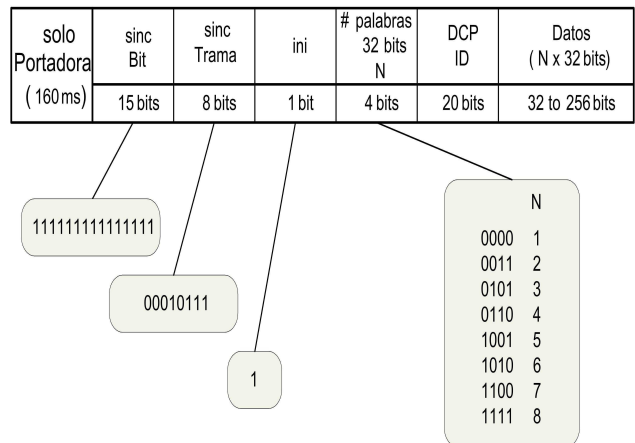 solo
Portadora
( 160 ms)
sinc
Bit
15 bits
sinc
Trama
8 bits
ini
1 bit
# palabras
32 bits
N
4 bits
DCP
ID
20 bits
Datos
( N x 32 bits)
32 to 256 bits
111111111111111
00010111
1
N
0000 1
0011 2
0101 3
0110 4
1001 5
1010 6
1100 7
1111 8